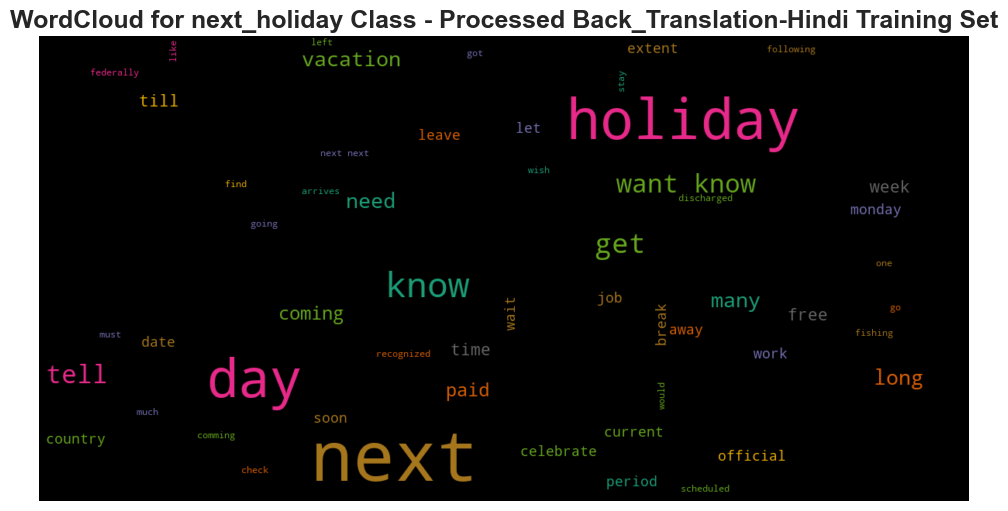 WordCloud for next_holiday Class - Processed Back_Translation-Hindi Training Set
left
like
vacation
got
extent
following
federally
stay
till
holiday
leave
let
next next
wish
find
arrives
need
want know
discharged
week
monday
going
get
one
know
coming
wait
job
break
many
free
go
must
date
recognized
time
away
work
fishing
tell
day
paid
would
long
much
soon
country
comming
next
current
celebrate
official
check
period
scheduled